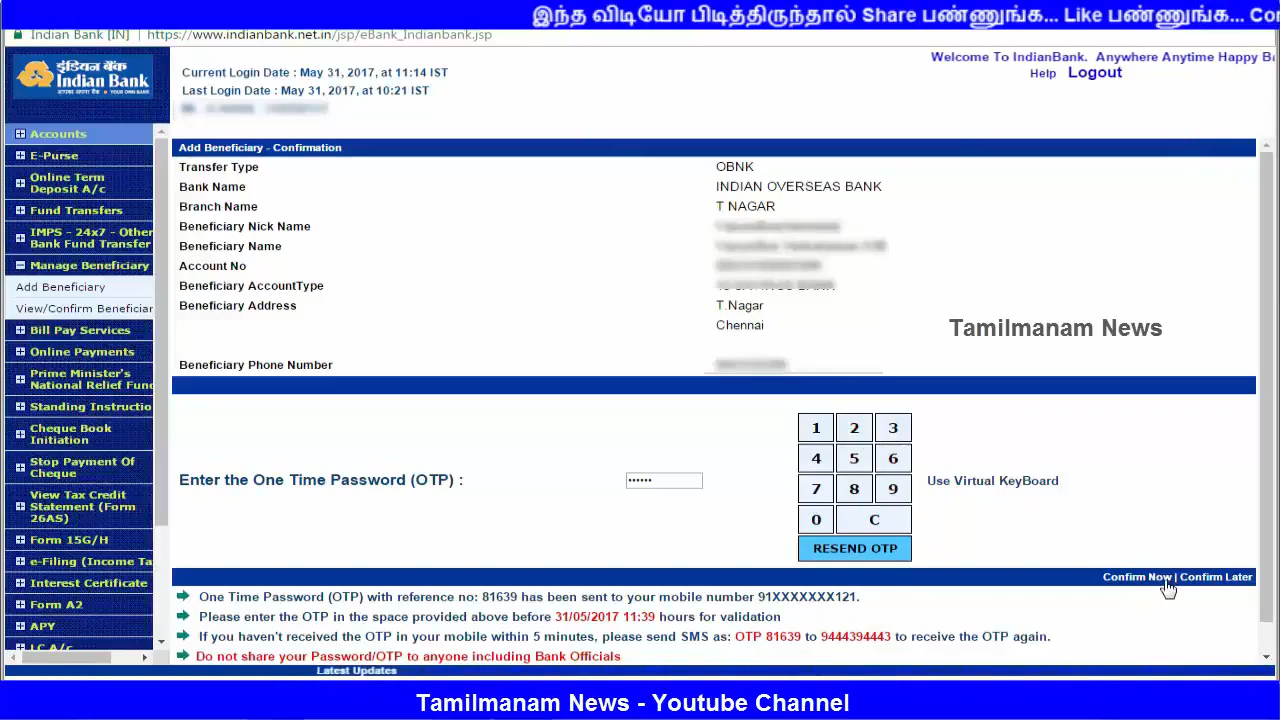 இந்த விடியோ பிடித்திருந்தால் Share பண்ணுங்க... Like பண்ணுங்க...
Indian Bank [IN] https://www.indianbank.net.in/jsp/eBank_Indianbank.jsp
इंडियन बैंक
Indian Bank
आपका अपना बैंक YOUR OWN BANK
Current Login Date : May 31, 2017, at 11:14 IST
Last Login Date : May 31, 2017, at 10:21 IST
Welcome To IndianBank. Anywhere Anytime Happy
Help Logout
Accounts
E-Purse
Online Term
Deposit A/c
Fund Transfers
IMPS - 24x7 - Other
Bank Fund Transfer
Manage Beneficiary
Add Beneficiary
View/Confirm Beneficiar
Bill Pay Services
Online Payments
Prime Minister's
National Relief Fund
Standing Instructio
Cheque Book
Initiation
Stop Payment Of
Cheque
View Tax Credit
Statement (Form
26AS)
Form 15G/H
e-Filing (Income Ta
Interest Certificate
Form A2
APY
LC A/c
Add Beneficiary - Confirmation
Transfer Type OBNK
Bank Name INDIAN OVERSEAS BANK
Branch Name T NAGAR
Beneficiary Nick Name
Beneficiary Name
Account No
Beneficiary AccountType
Beneficiary Address T.Nagar
Chennai
Tamilmanam News
Beneficiary Phone Number
1 2 3
4 5 6
Enter the One Time Password (OTP) : ••••••
Use Virtual KeyBoard
7 8 9
0 C
RESEND OTP
Confirm Now | Confirm Later
One Time Password (OTP) with reference no: 81639 has been sent to your mobile number 91XXXXXXX121.
Please enter the OTP in the space provided above before 31/05/2017 11:39 hours for validation
If you haven't received the OTP in your mobile within 5 minutes, please send SMS as: OTP 81639 to 9444394443 to receive the OTP again.
Do not share your Password/OTP to anyone including Bank Officials
Latest Updates
Tamilmanam News - Youtube Channel